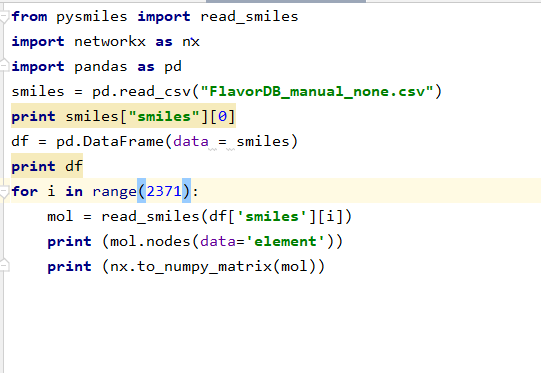 from pysmiles import read_smiles
import networkx as nx
import pandas as pd
smiles = pd.read_csv("FlavorDB_manual_none.csv")
print smiles["smiles"][0]
df = pd.DataFrame(data = smiles)
print df
for i in range(2371):
    mol = read_smiles(df['smiles'][i])
    print (mol.nodes(data='element'))
    print (nx.to_numpy_matrix(mol))